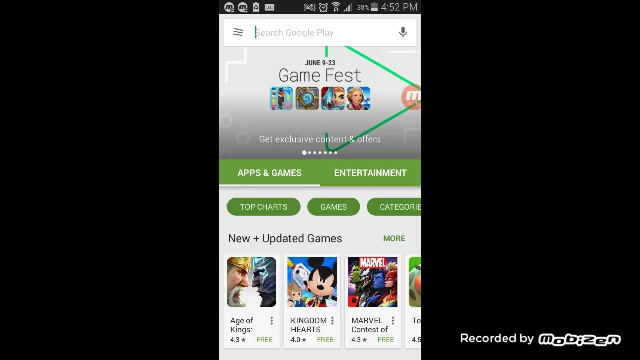 38% 4:52 PM
Search Google Play
JUNE 9-23
Game Fest
Get exclusive content & offers
APPS & GAMES
ENTERTAINMENT
TOP CHARTS
GAMES
CATEGORIE
New + Updated Games
MORE
MARVEL
Age of
Kings:
4.3 ★ FREE
KINGDOM
HEARTS
4.0 ★ FREE
MARVEL
Contest of
4.3 ★ FREE
To
4.5
Recorded by Mobizen